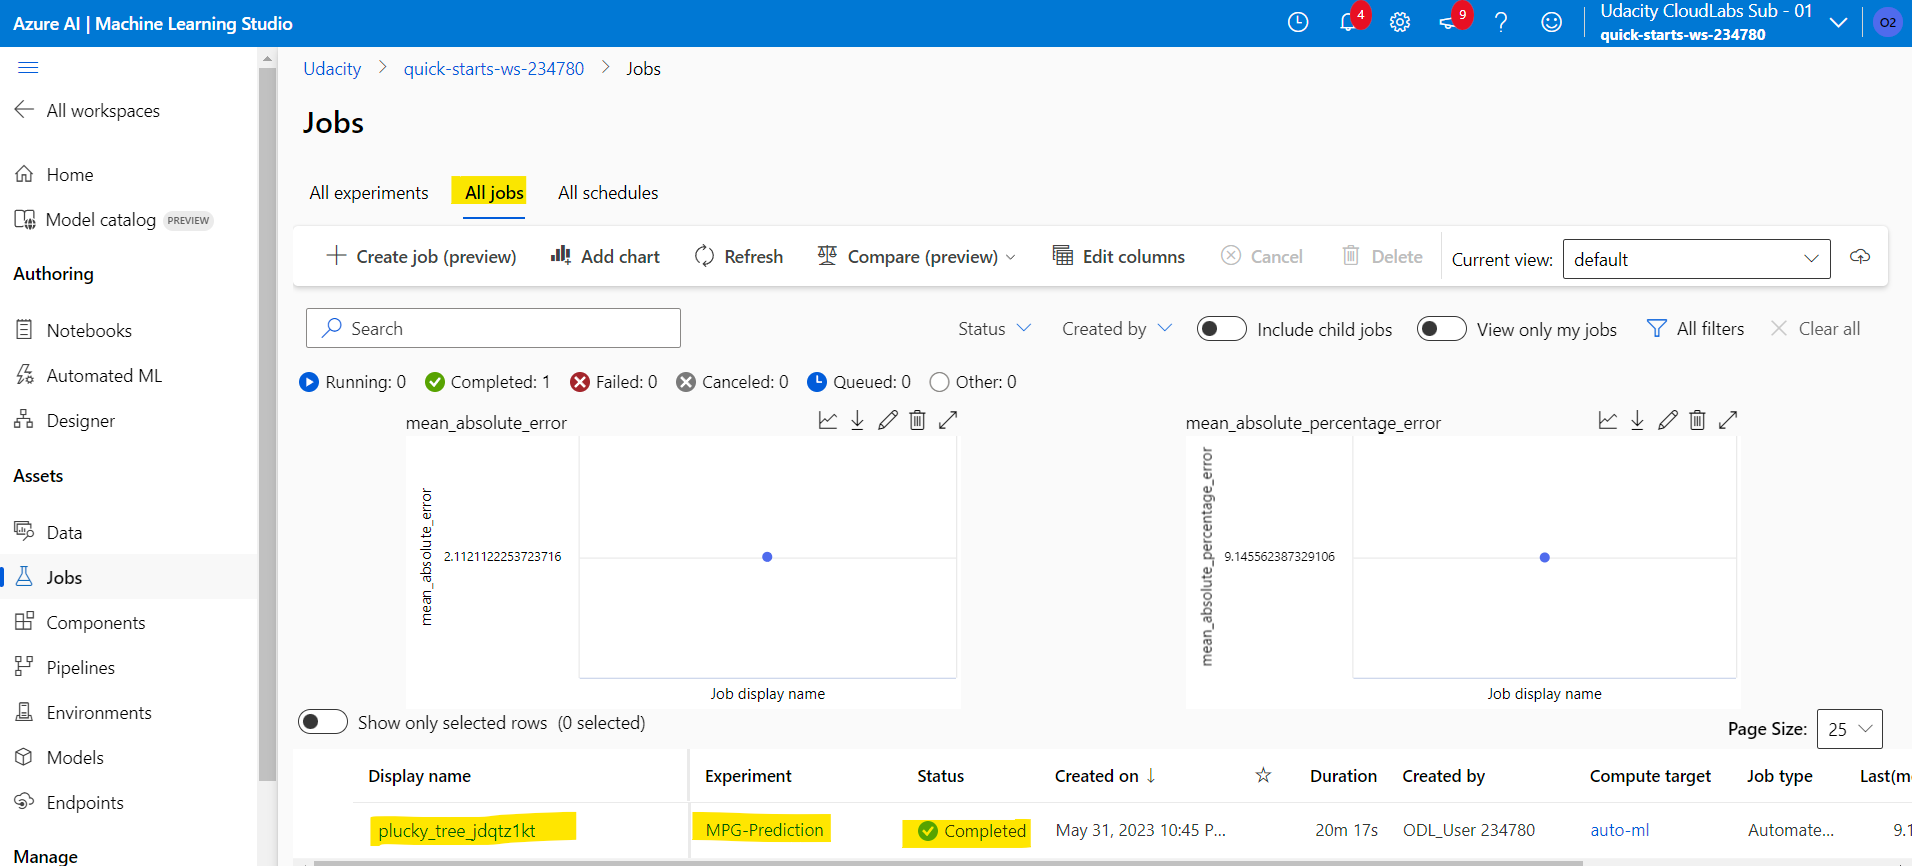 Azure AI | Machine Learning Studio
4
9
Udacity CloudLabs Sub - 01
quick-starts-ws-234780
O2
All workspaces
Home
Model catalog PREVIEW
Authoring
Notebooks
Automated ML
Designer
Assets
Data
Jobs
Components
Pipelines
Environments
Models
Endpoints
Manage
Udacity > quick-starts-ws-234780 > Jobs
Jobs
All experiments All jobs All schedules
Create job (preview) Add chart Refresh Compare (preview) Edit columns Cancel Delete Current view: default
Search Status Created by Include child jobs View only my jobs All filters Clear all
Running: 0 Completed: 1 Failed: 0 Canceled: 0 Queued: 0 Other: 0
mean_absolute_error
mean_absolute_error
2.1121122253723716
Job display name
mean_absolute_percentage_error
mean_absolute_percentage_error
9.145562387329106
Job display name
Show only selected rows (0 selected)
Page Size: 25
Display name Experiment Status Created on ↓ Duration Created by Compute target Job type Last(m
plucky_tree_jdqtz1kt MPG-Prediction Completed May 31, 2023 10:45 P... 20m 17s ODL_User 234780 auto-ml Automate... 9.1